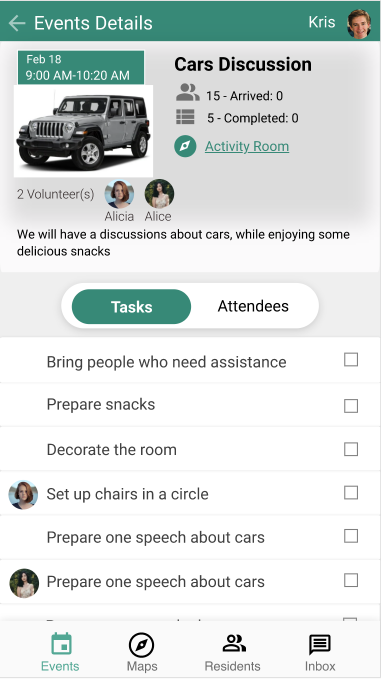 Events Details
Kris
Feb 18
9:00 AM-10:20 AM
Cars Discussion
15 - Arrived: 0
5 - Completed: 0
Activity Room
2 Volunteer(s)
Alicia
Alice
We will have a discussions about cars, while enjoying some
delicious snacks
Tasks
Attendees
Bring people who need assistance
Prepare snacks
Decorate the room
Set up chairs in a circle
Prepare one speech about cars
Prepare one speech about cars
Events
Maps
Residents
Inbox